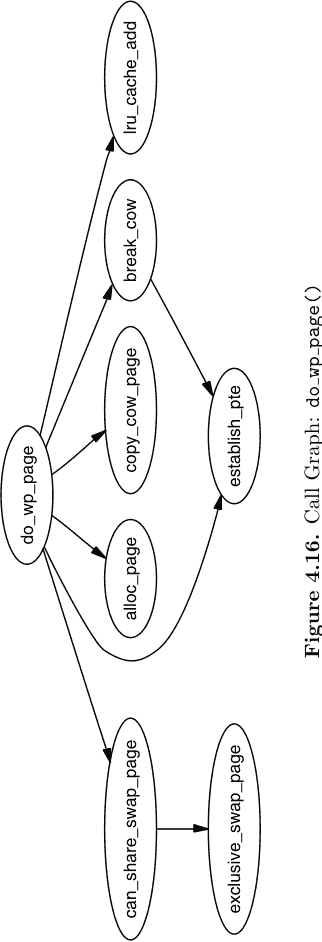 do_wp_page
can_share_swap_page
alloc_page
copy_cow_page
break_cow
lru_cache_add
exclusive_swap_page
establish_pte
Figure 4.16. Call Graph: do_wp_page()